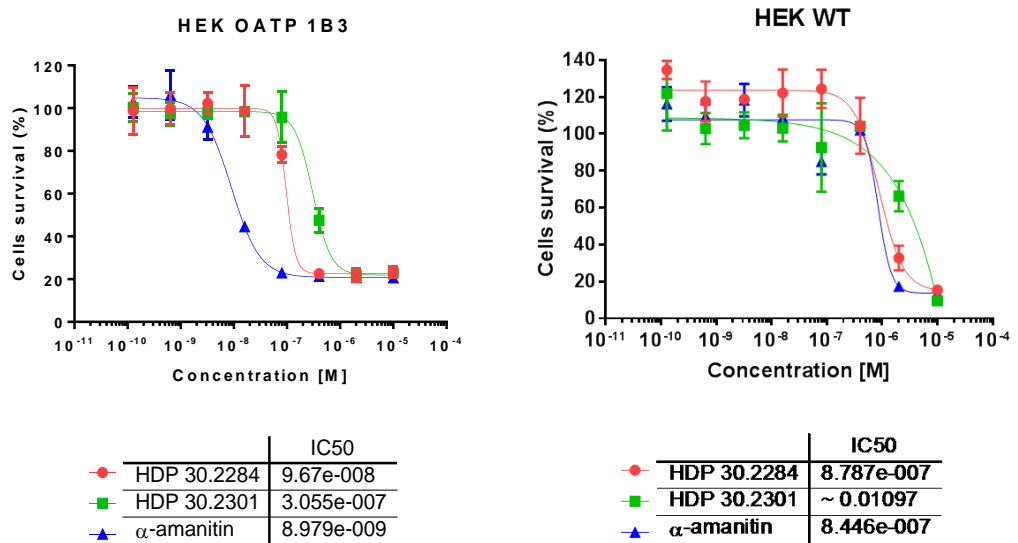 HEK OATP 1B3
120
100
80
60
40
20
0
Cells survival (%)
10⁻¹¹ 10⁻¹⁰ 10⁻⁹ 10⁻⁸ 10⁻⁷ 10⁻⁶ 10⁻⁵ 10⁻⁴
Concentration [M]
IC50
HDP 30.2284 9.67e-008
HDP 30.2301 3.055e-007
α-amanitin 8.979e-009
HEK WT
140
120
100
80
60
40
20
0
Cells survival (%)
10⁻¹¹ 10⁻¹⁰ 10⁻⁹ 10⁻⁸ 10⁻⁷ 10⁻⁶ 10⁻⁵ 10⁻⁴
Concentration [M]
IC50
HDP 30.2284 8.787e-007
HDP 30.2301 ~ 0.01097
α-amanitin 8.446e-007